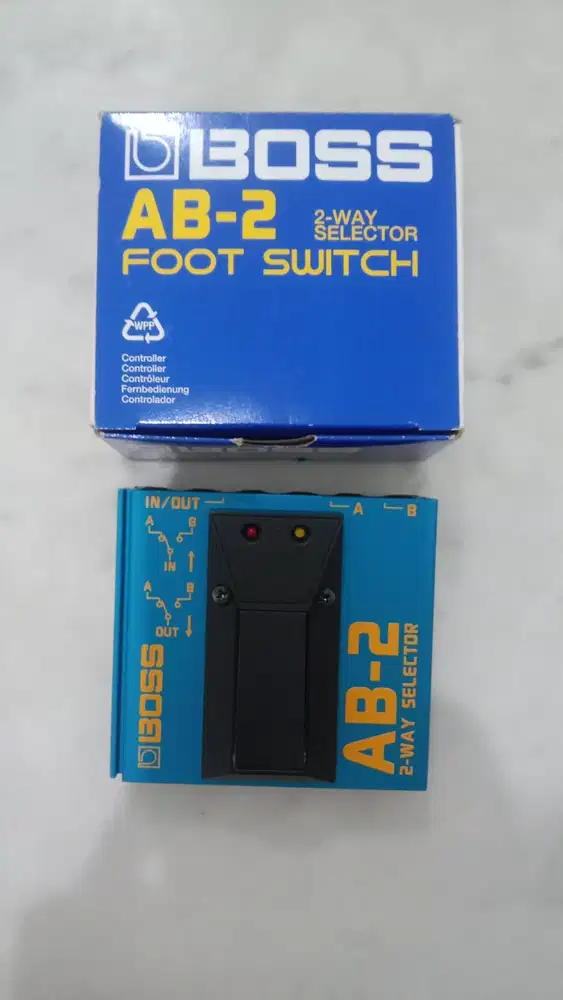 BOSS
AB-2
2-WAY
SELECTOR
FOOT SWITCH
WPP
Controller
Controller
Contrôleur
Fernbedienung
Controlador
IN/OUT
A
B
A B
IN
A B
OUT
BOSS
AB-2
2-WAY SELECTOR